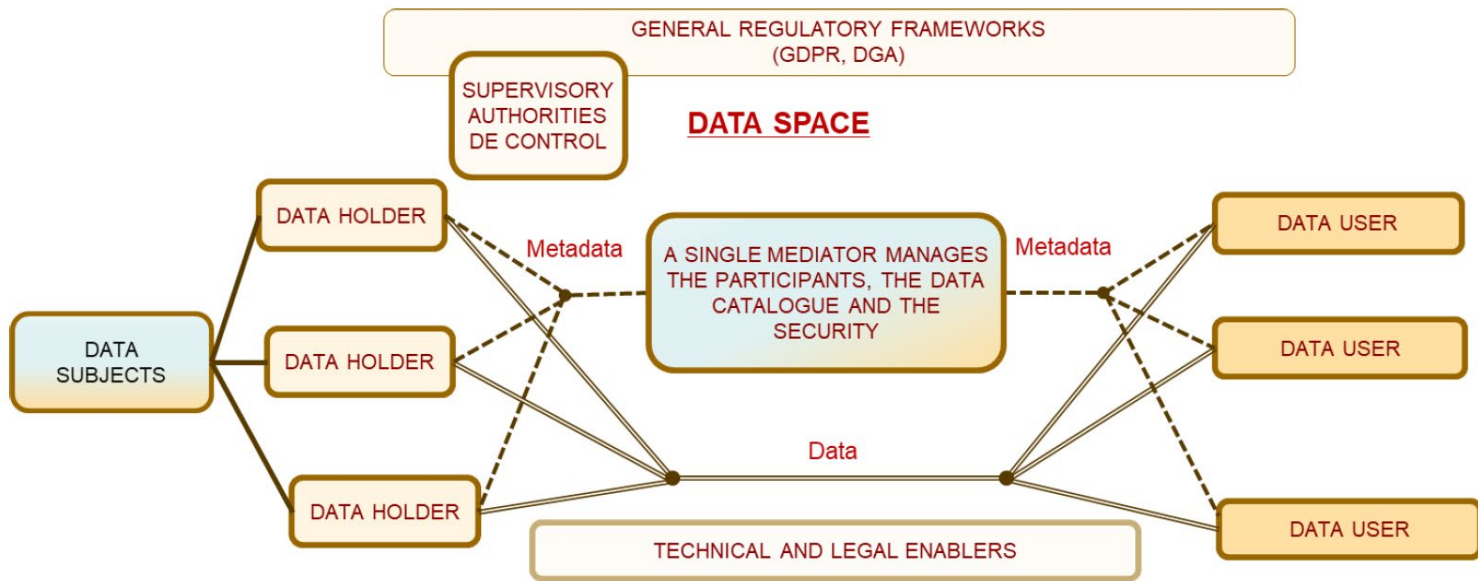 GENERAL REGULATORY FRAMEWORKS
(GDPR, DGA)
SUPERVISORY
AUTHORITIES
DE CONTROL
DATA SPACE
DATA HOLDER
DATA HOLDER
DATA HOLDER
DATA
SUBJECTS
Metadata
A SINGLE MEDIATOR MANAGES
THE PARTICIPANTS, THE DATA
CATALOGUE AND THE
SECURITY
Metadata
DATA USER
DATA USER
DATA USER
Data
TECHNICAL AND LEGAL ENABLERS